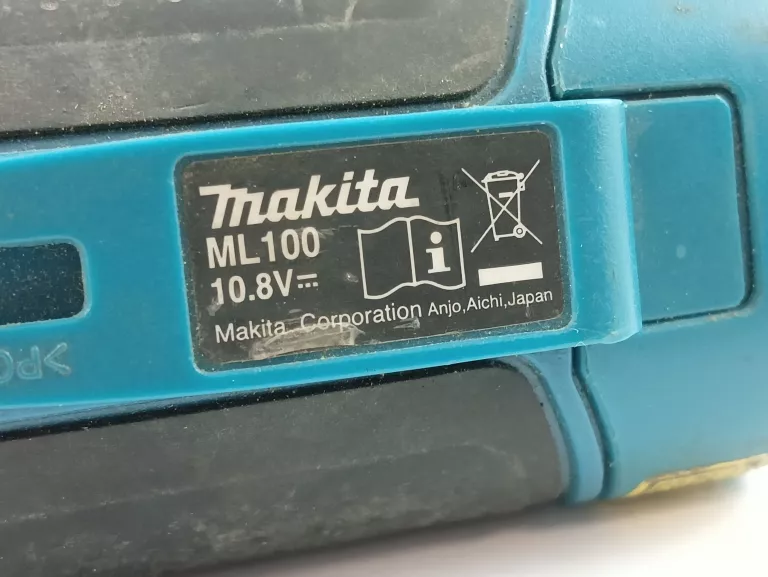 makita
ML100
10.8V⎓
i
Makita Corporation Anjo,Aichi,Japan